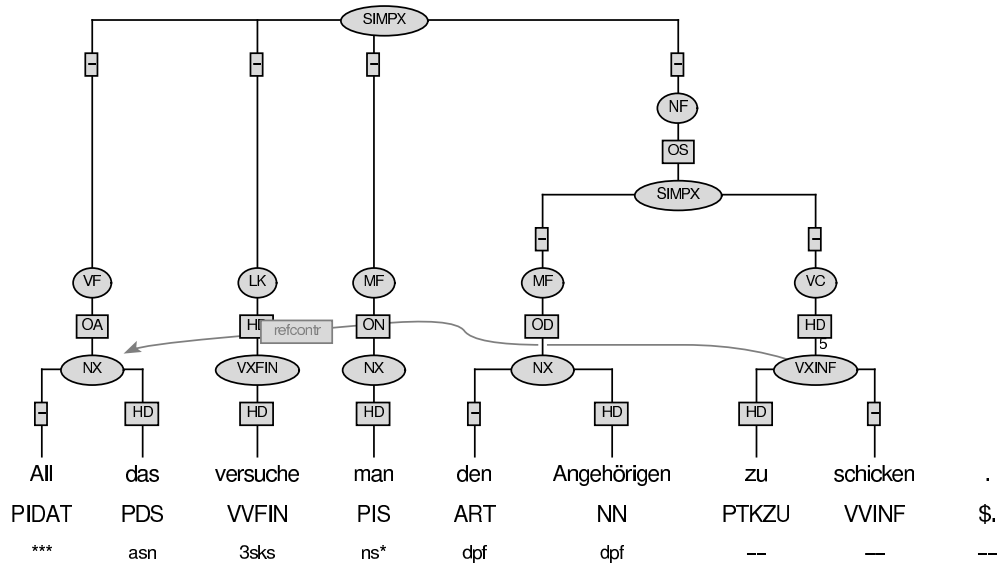 SIMPX
– – – –
NF
OS
SIMPX
– –
VF LK MF MF VC
OA HD refcontr ON OD HD
5
NX VXFIN NX NX VXINF
– HD HD HD – HD HD –
All das versuche man den Angehörigen zu schicken .
PIDAT PDS VVFIN PIS ART NN PTKZU VVINF $.
*** asn 3sks ns* dpf dpf -- -- --